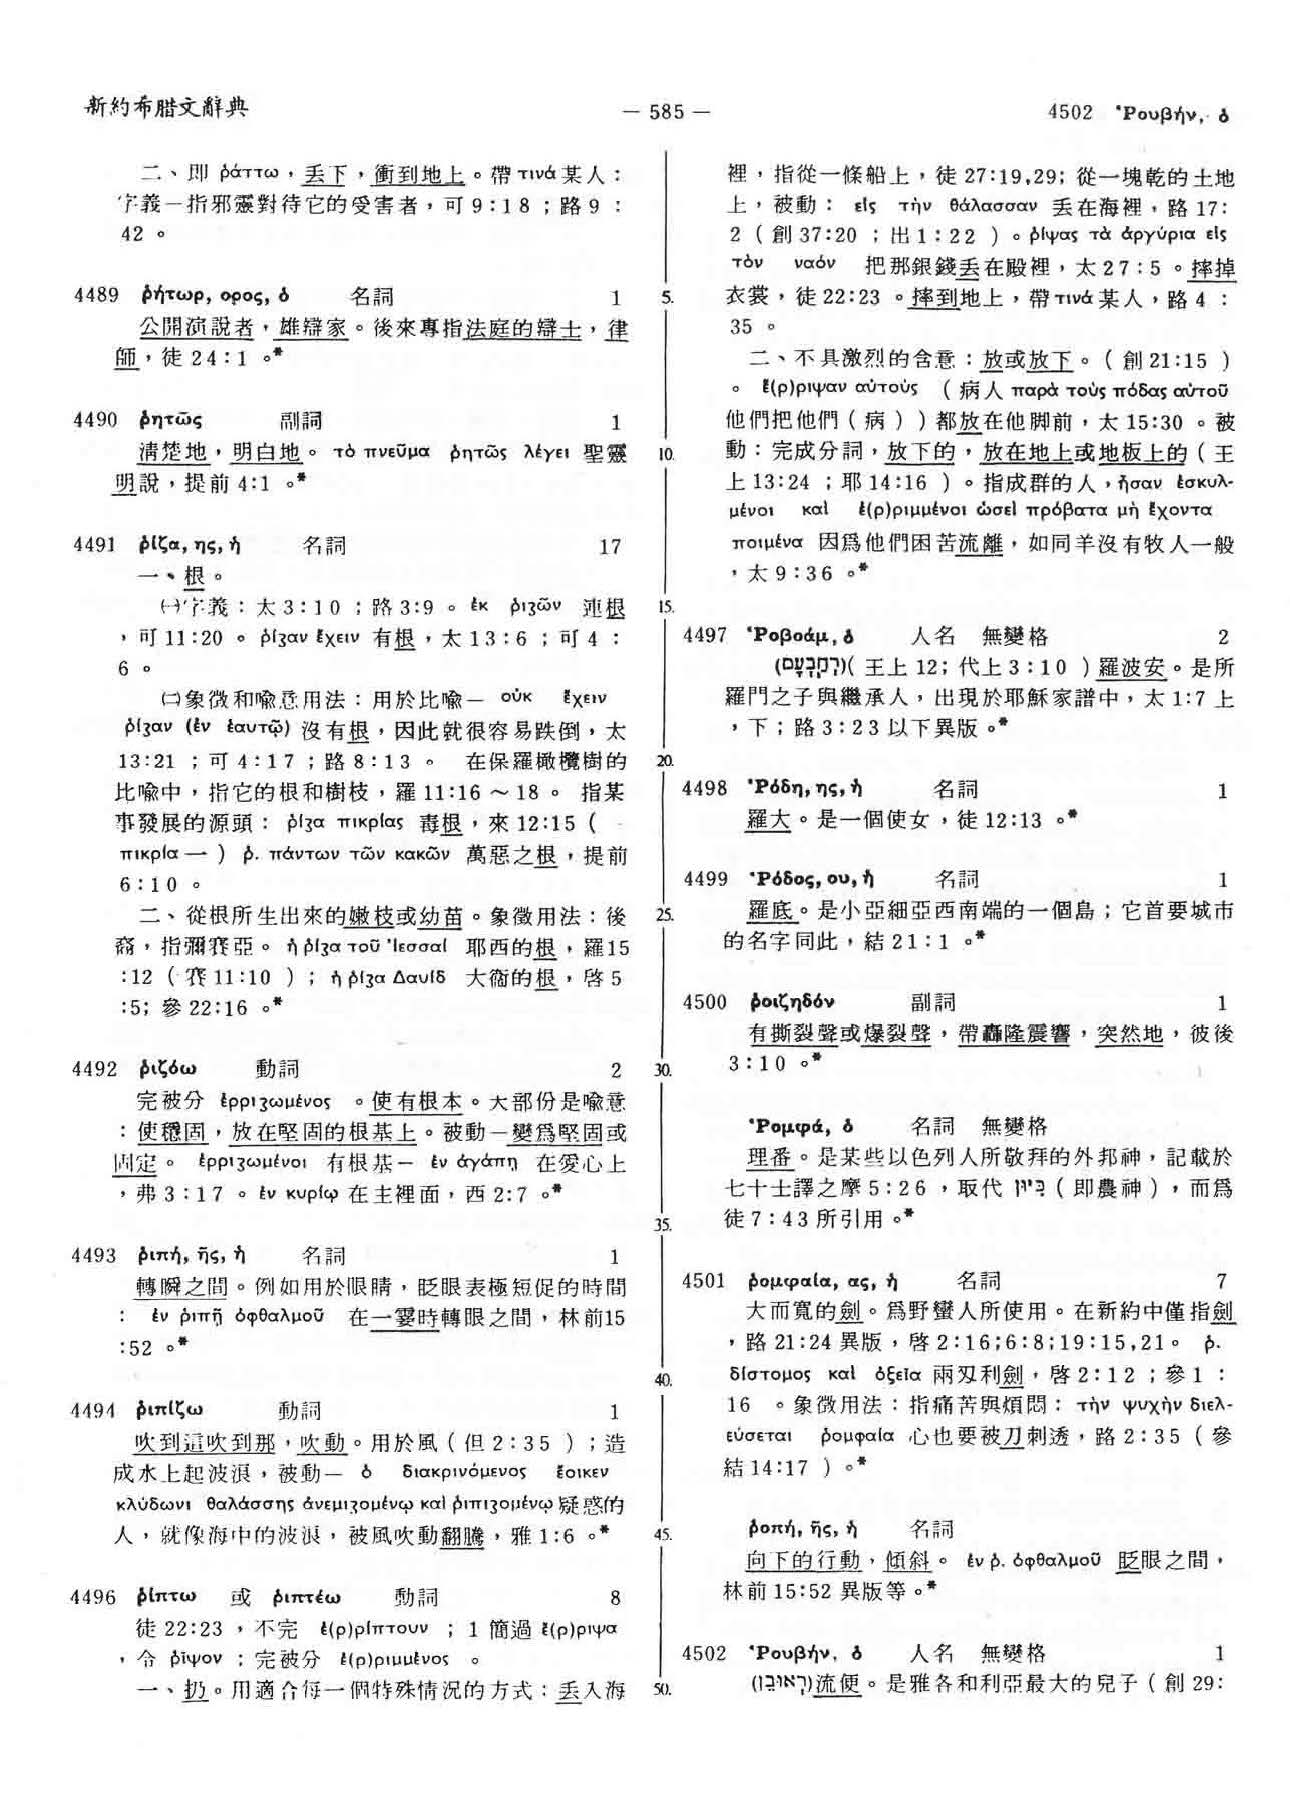 新約希腊文辭典
— 585 —
4502 Ῥουβήν, ὁ
二、即 ῥάττω，丢下，衝到地上。帶 τινά 某人：
字義－指邪靈對待它的受害者，可 9:18；路 9：
42。
4489 ῥήτωρ, ορος, ὁ 名詞 1
公開演說者，雄辯家。後來專指法庭的辯士，律
師，徒 24:1。*
4490 ῥητῶς 副詞 1
清楚地，明白地。τὸ πνεῦμα ῥητῶς λέγει 聖靈
明說，提前 4:1。*
4491 ῥίζα, ης, ἡ 名詞 17
一、根。
㈠字義：太 3:10；路 3:9。ἐκ ῥιζῶν 連根
，可 11:20。ῥίζαν ἔχειν 有根，太 13:6；可 4：
6。
㈡象徵和喩意用法：用於比喩－ οὐκ ἔχειν
ῥίζαν (ἐν ἑαυτῷ) 沒有根，因此就很容易跌倒，太
13:21；可 4:17；路 8:13。 在保羅橄欖樹的
比喩中，指它的根和樹枝，羅 11:16～18。 指某
事發展的源頭：ῥίζα πικρίας 毒根，來 12:15（
πικρία 一）ῥ. πάντων τῶν κακῶν 萬惡之根，提前
6:10。
二、從根所生出來的嫩枝或幼苗。象徵用法：後
裔，指彌賽亞。ἡ ῥίζα τοῦ Ἰεσσαί 耶西的根，羅15
:12（賽 11:10）；ἡ ῥίζα Δαυίδ 大衞的根，啓 5
:5; 參 22:16。*
4492 ῥιζόω 動詞 2
完被分 ἐρριζωμένος 。使有根本。大部份是喩意
：使穩固，放在堅固的根基上。被動－變爲堅固或
固定。ἐρριζωμένοι 有根基－ ἐν ἀγάπῃ 在愛心上
，弗 3:17。ἐν κυρίῳ 在主裡面，西 2:7。*
4493 ῥιπή, ῆς, ἡ 名詞 1
轉瞬之間。例如用於眼睛，眨眼表極短促的時間
： ἐν ῥιπῇ ὀφθαλμοῦ 在一霎時轉眼之間，林前15
:52。*
4494 ῥιπίζω 動詞 1
吹到這吹到那，吹動。用於風（但 2:35）；造
成水上起波浪，被動－ ὁ διακρινόμενος ἔοικεν
κλύδωνι θαλάσσης ἀνεμιζομένῳ καὶ ῥιπιζομένῳ 疑惑的
人，就像海中的波浪，被風吹動翻騰，雅 1:6。*
4496 ῥίπτω 或 ῥιπτέω 動詞 8
徒 22:23，不完 ἐ(ρ)ρίπτουν ；1 簡過 ἔ(ρ)ριψα
，令 ῥῖψον ；完被分 ἐ(ρ)ριμμένος 。
一、扔。用適合每一個特殊情況的方式：丢入海
5.
10.
15.
20.
25.
30.
35.
40.
45.
50.
裡，指從一條船上，徒 27:19,29; 從一塊乾的土地
上，被動： εἰς τὴν θάλασσαν 丢在海裡，路 17:
2（創 37:20；出 1:22）。ῥίψας τὰ ἀργύρια εἰς
τὸν ναόν 把那銀錢丢在殿裡，太 27:5。摔掉
衣裳，徒 22:23。摔到地上，帶 τινά 某人，路 4：
35。
二、不具激烈的含意：放或放下。（創 21:15）
。ἔ(ρ)ριψαν αὐτούς （病人 παρὰ τοὺς πόδας αὐτοῦ
他們把他們（病））都放在他脚前，太 15:30。被
動：完成分詞，放下的，放在地上或地板上的（王
上 13:24；耶 14:16）。指成群的人，ἦσαν ἐσκυλ-
μένοι καὶ ἐ(ρ)ριμμένοι ὡσεὶ πρόβατα μὴ ἔχοντα
ποιμένα 因爲他們困苦流離，如同羊沒有牧人一般
，太 9:36。*
4497 Ῥοβοάμ, ὁ 人名 無變格 2
(רְחַבְעָם)（王上 12; 代上 3:10）羅波安。是所
羅門之子與繼承人，出現於耶穌家譜中，太 1:7 上
，下；路 3:23 以下異版。*
4498 Ῥόδη, ης, ἡ 名詞 1
羅大。是一個使女，徒 12:13。*
4499 Ῥόδος, ου, ἡ 名詞 1
羅底。是小亞細亞西南端的一個島；它首要城市
的名字同此，結 21:1。*
4500 ῥοιζηδόν 副詞 1
有撕裂聲或爆裂聲，帶轟隆震響，突然地，彼後
3:10。*
Ῥομφά, ὁ 名詞 無變格
理番。是某些以色列人所敬拜的外邦神，記載於
七十士譯之摩 5:26，取代 כִּיּוּן（即農神），而爲
徒 7:43 所引用。*
4501 ῥομφαία, ας, ἡ 名詞 7
大而寬的劍。爲野蠻人所使用。在新約中僅指劍
，路 21:24 異版，啓 2:16;6:8;19:15,21。 ῥ.
δίστομος καὶ ὀξεῖα 兩刄利劍，啓 2:12；參 1：
16。象徵用法：指痛苦與煩悶：τὴν ψυχὴν διελ-
εύσεται ῥομφαία 心也要被刀刺透，路 2:35（參
結 14:17）。*
ῥοπή, ῆς, ἡ 名詞
向下的行動，傾斜。ἐν ῥ. ὀφθαλμοῦ 眨眼之間，
林前 15:52 異版等。*
4502 Ῥουβήν, ὁ 人名 無變格 1
(רְאוּבֵן)流便。是雅各和利亞最大的兒子（創 29: